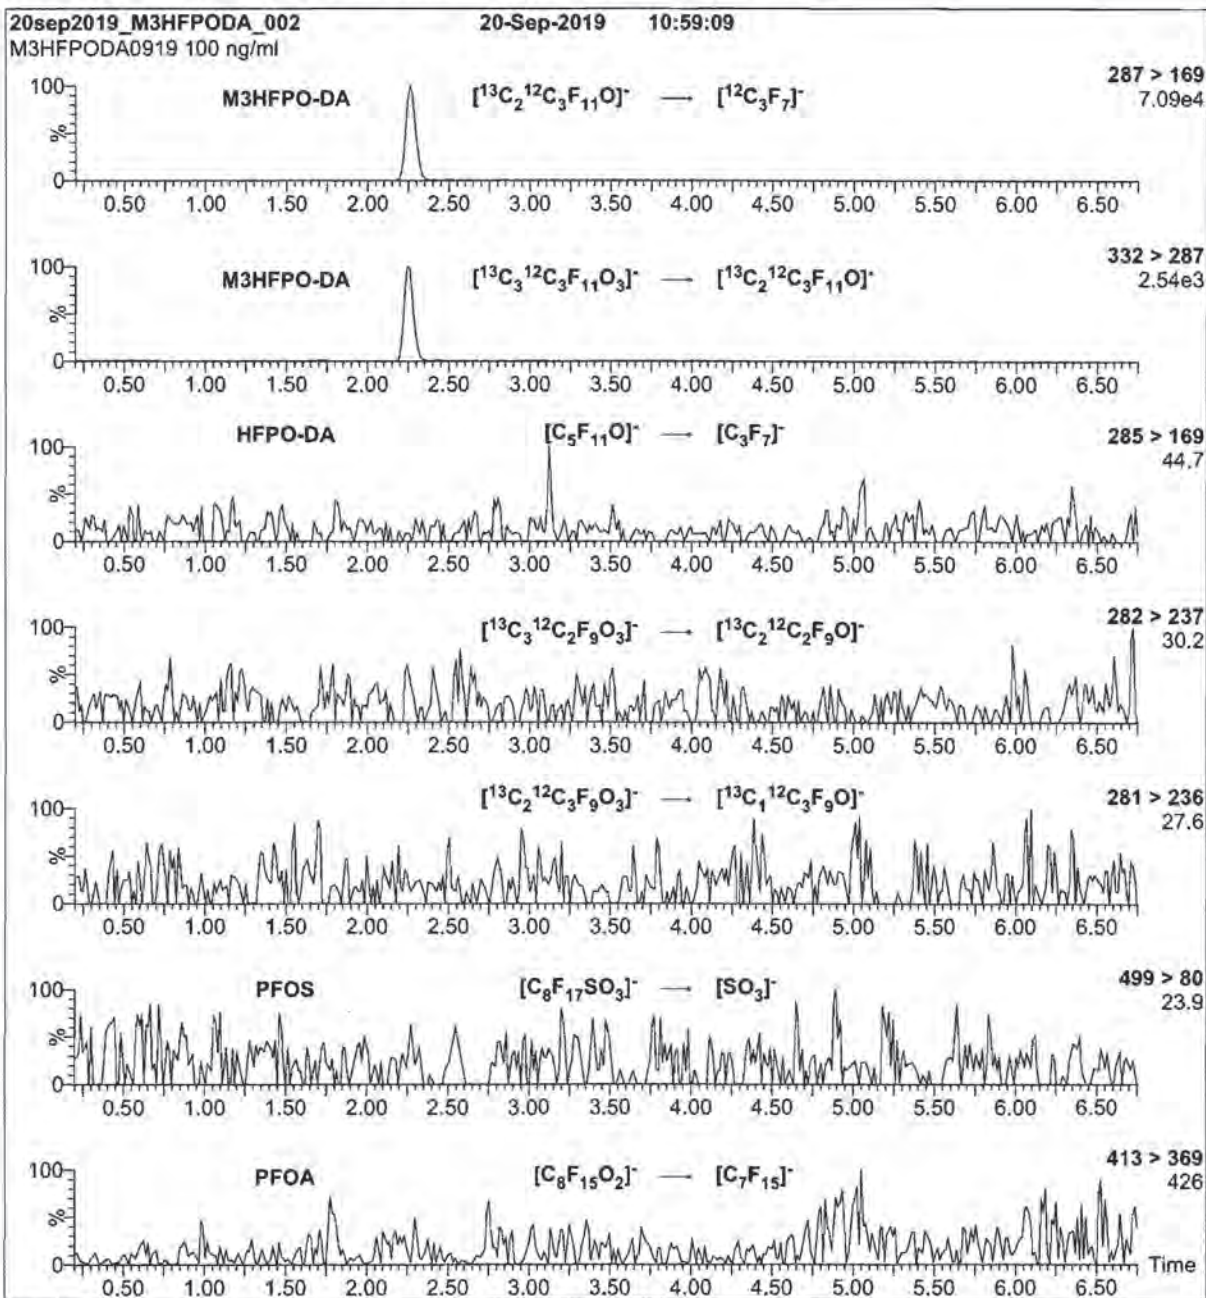 20sep2019_M3HFPODA_002 20-Sep-2019 10:59:09
M3HFPODA0919 100 ng/ml
287 > 169
7.09e4
M3HFPO-DA [¹³C₂¹²C₃F₁₁O]⁻ → [¹²C₃F₇]⁻
100
%
0
0.50 1.00 1.50 2.00 2.50 3.00 3.50 4.00 4.50 5.00 5.50 6.00 6.50
332 > 287
2.54e3
M3HFPO-DA [¹³C₃¹²C₃F₁₁O₃]⁻ → [¹³C₂¹²C₃F₁₁O]⁻
100
%
0
0.50 1.00 1.50 2.00 2.50 3.00 3.50 4.00 4.50 5.00 5.50 6.00 6.50
HFPO-DA [C₅F₁₁O]⁻ → [C₃F₇]⁻ 285 > 169
44.7
100
%
0
0.50 1.00 1.50 2.00 2.50 3.00 3.50 4.00 4.50 5.00 5.50 6.00 6.50
[¹³C₃¹²C₂F₉O₃]⁻ → [¹³C₂¹²C₂F₉O]⁻ 282 > 237
30.2
100
%
0
0.50 1.00 1.50 2.00 2.50 3.00 3.50 4.00 4.50 5.00 5.50 6.00 6.50
[¹³C₂¹²C₃F₉O₃]⁻ → [¹³C₁¹²C₃F₉O]⁻ 281 > 236
27.6
100
%
0
0.50 1.00 1.50 2.00 2.50 3.00 3.50 4.00 4.50 5.00 5.50 6.00 6.50
PFOS [C₈F₁₇SO₃]⁻ → [SO₃]⁻ 499 > 80
23.9
100
%
0
0.50 1.00 1.50 2.00 2.50 3.00 3.50 4.00 4.50 5.00 5.50 6.00 6.50
PFOA [C₈F₁₅O₂]⁻ → [C₇F₁₅]⁻ 413 > 369
426
100
%
0
Time
0.50 1.00 1.50 2.00 2.50 3.00 3.50 4.00 4.50 5.00 5.50 6.00 6.50